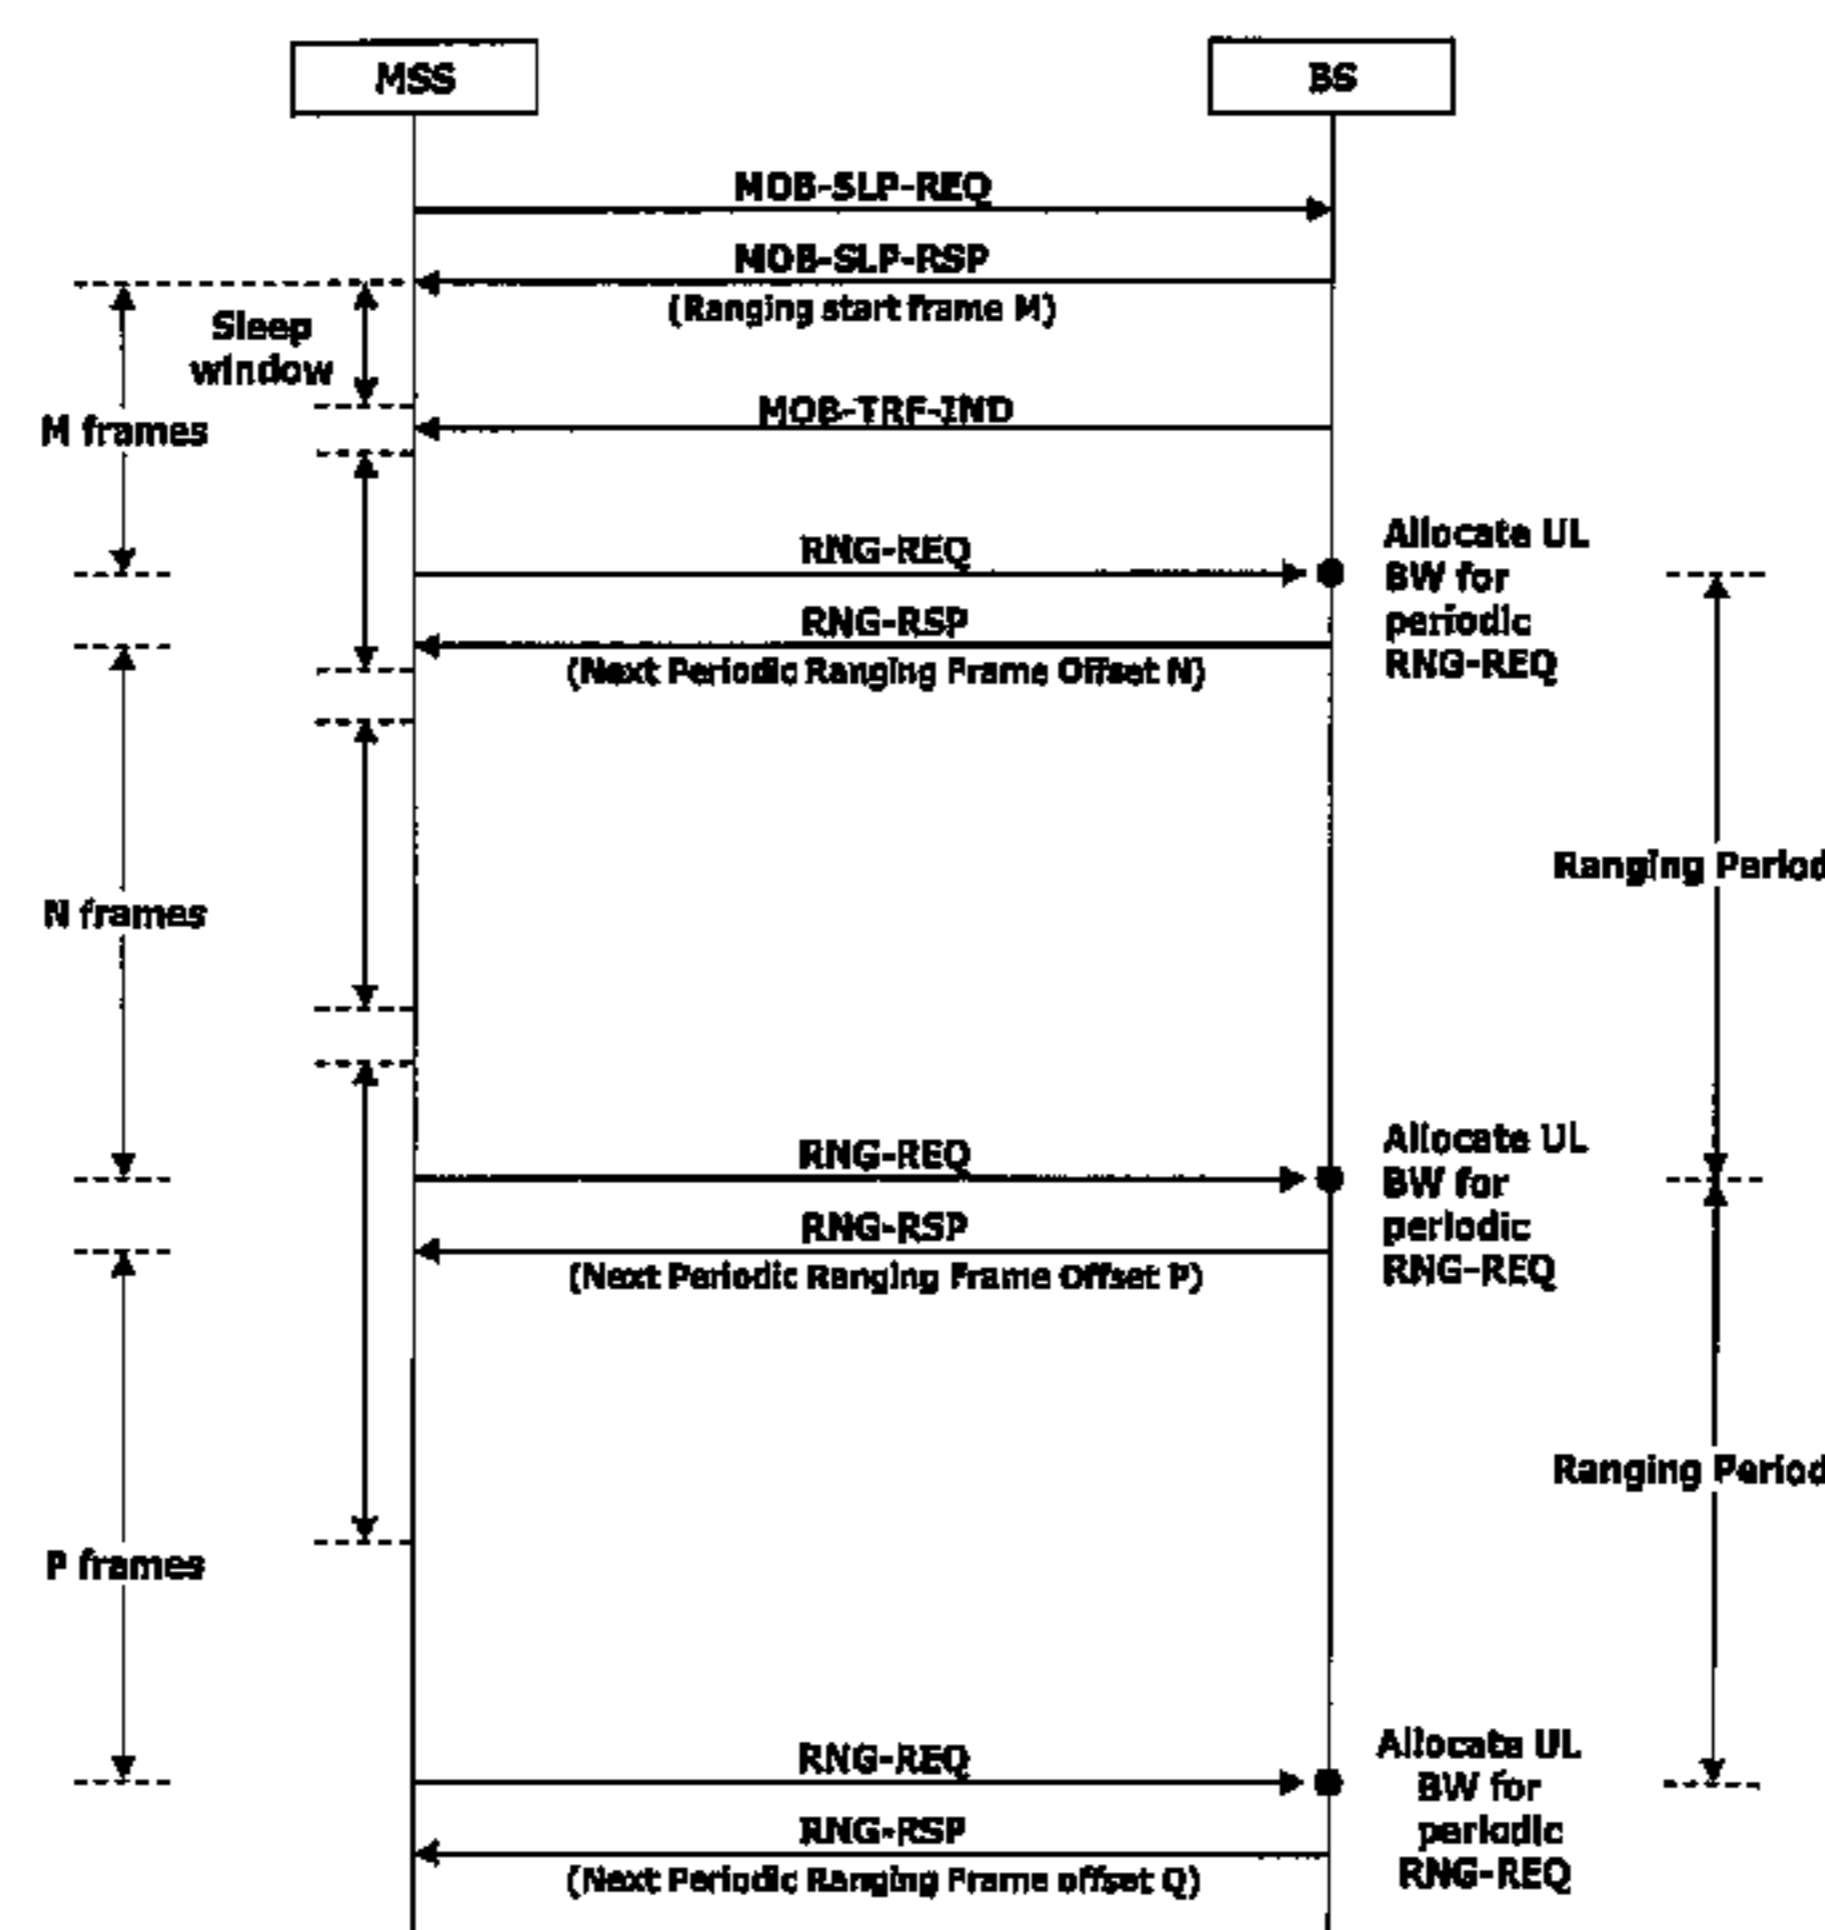 MSS
BS
MOB-SLP-REQ
MOB-SLP-RSP
(Ranging start frame M)
Sleep
window
MOB-TRF-IND
M frames
RNG-REQ
Allocate UL
BW for
periodic
RNG-REQ
RNG-RSP
(Next Periodic Ranging Frame Offset N)
Ranging Period
N frames
RNG-REQ
Allocate UL
BW for
periodic
RNG-REQ
RNG-RSP
(Next Periodic Ranging Frame Offset P)
Ranging Period
P frames
RNG-REQ
Allocate UL
BW for
periodic
RNG-REQ
RNG-RSP
(Next Periodic Ranging Frame offset Q)